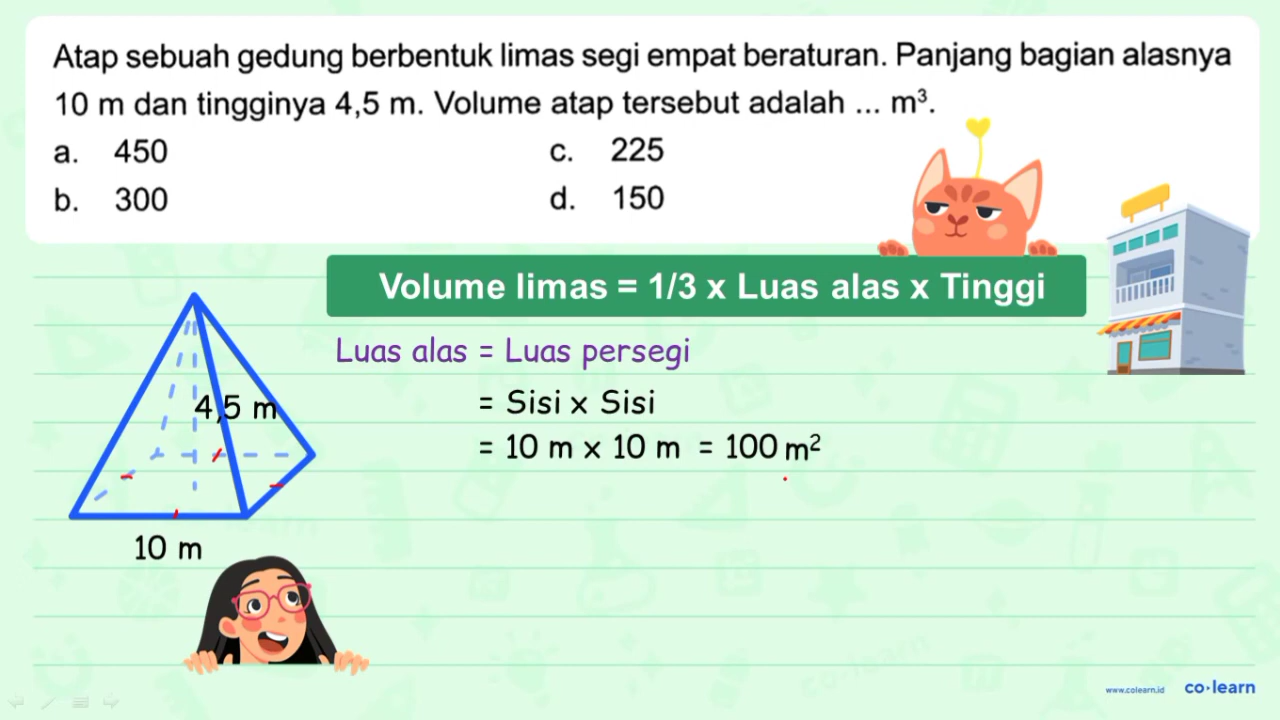 Atap sebuah gedung berbentuk limas segi empat beraturan. Panjang bagian alasnya
10 m dan tingginya 4,5 m. Volume atap tersebut adalah ... m³.
a. 450
c. 225
b. 300
d. 150
Volume limas = 1/3 x Luas alas x Tinggi
Luas alas = Luas persegi
= Sisi x Sisi
= 10 m x 10 m = 100 m²
4,5 m
10 m
www.colearn.id
co·learn